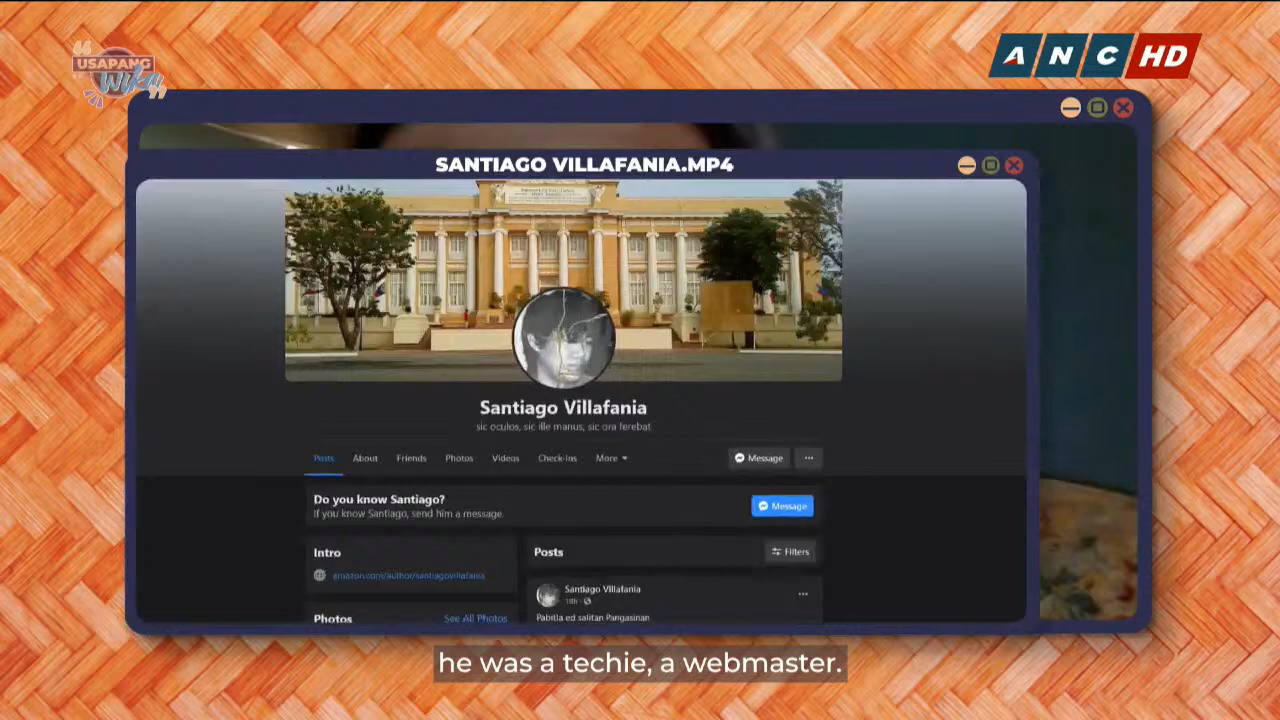 USAPANG
Wika
ANC HD
SANTIAGO VILLAFANIA.MP4
Santiago Villafania
sic oculos, sic ille manus, sic ora ferebat
Posts About Friends Photos Videos Check-Ins More
Message
Do you know Santiago?
If you know Santiago, send him a message.
Message
Intro
amazon.com/author/santiagovillafania
Photos See All Photos
Posts Filters
Santiago Villafania
18h
Pabitla ed salitan Pangasinan
he was a techie, a webmaster.